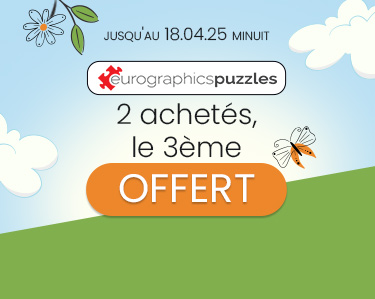 JUSQU'AU 18.04.25 MINUIT
eurographicspuzzles
2 achetés,
le 3ème
OFFERT